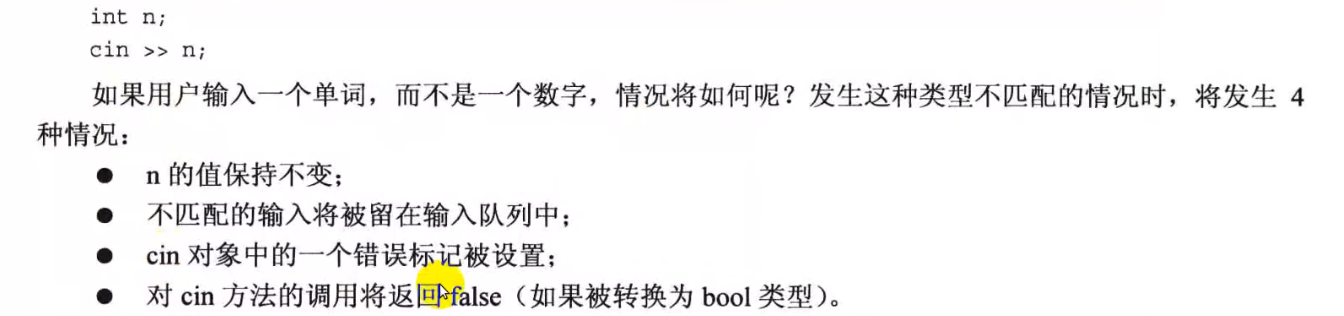 int n;
cin >> n;
如果用户输入一个单词，而不是一个数字，情况将如何呢？发生这种类型不匹配的情况时，将发生 4
种情况：
● n 的值保持不变；
● 不匹配的输入将被留在输入队列中；
● cin 对象中的一个错误标记被设置；
● 对 cin 方法的调用将返回 false（如果被转换为 bool 类型）。